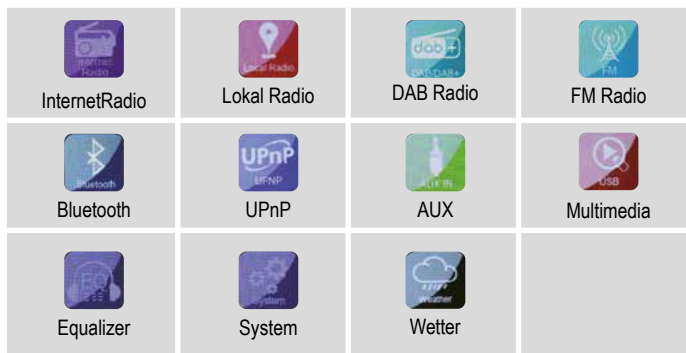 Internet
Radio
InternetRadio
Local Radio
Lokal Radio
dab+
DAB/DAB+
DAB Radio
FM
FM Radio
Bluetooth
Bluetooth
UPnP
UPNP
UPnP
AUX IN
AUX
USB
Multimedia
EQ
Equalizer
System
System
Weather
Wetter